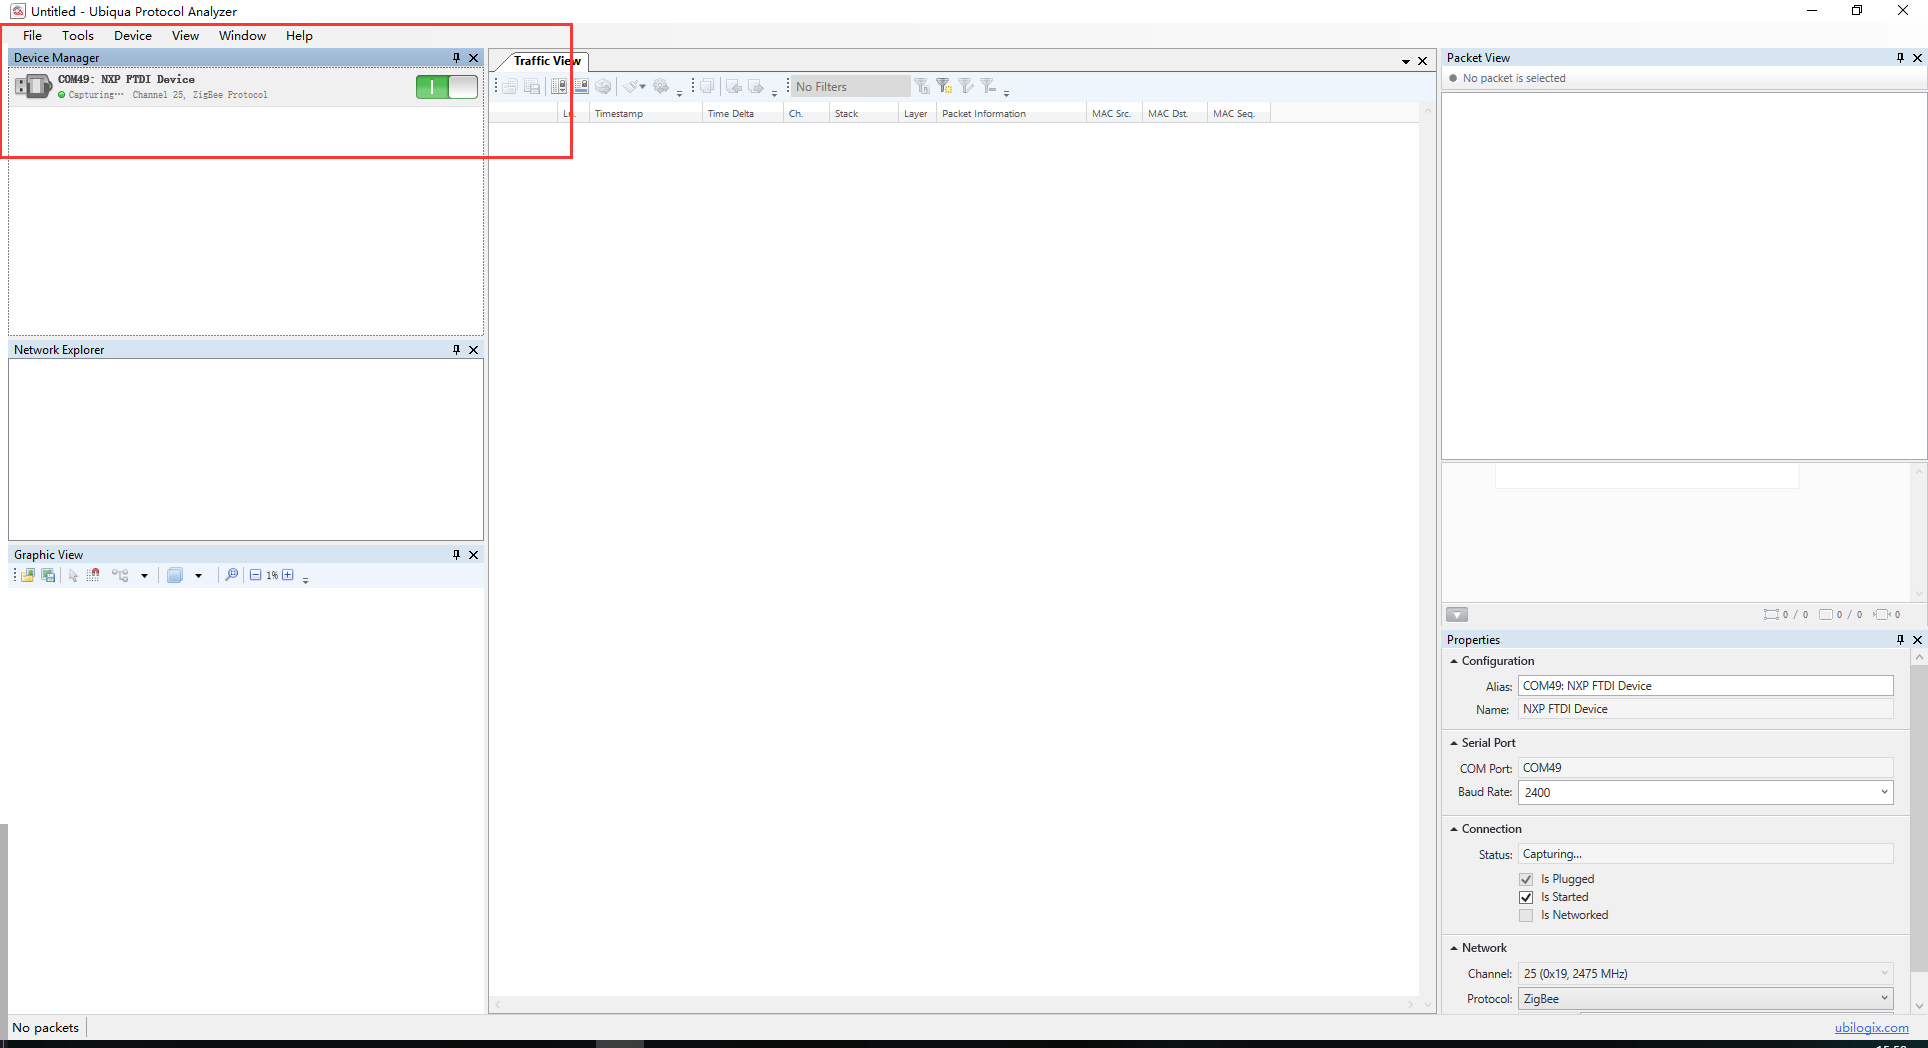 Untitled - Ubiqua Protocol Analyzer
File Tools Device View Window Help
Device Manager
COM49: NXP FTDI Device
Capturing··· Channel 25, ZigBee Protocol
Network Explorer
Graphic View
1%
Traffic View
No Filters
Timestamp Time Delta Ch. Stack Layer Packet Information MAC Src. MAC Dst. MAC Seq.
Packet View
No packet is selected
0 / 0 0 / 0 0
Properties
Configuration
Alias: COM49: NXP FTDI Device
Name: NXP FTDI Device
Serial Port
COM Port: COM49
Baud Rate: 2400
Connection
Status: Capturing...
Is Plugged
Is Started
Is Networked
Network
Channel: 25 (0x19, 2475 MHz)
Protocol: ZigBee
No packets
ubilogix.com